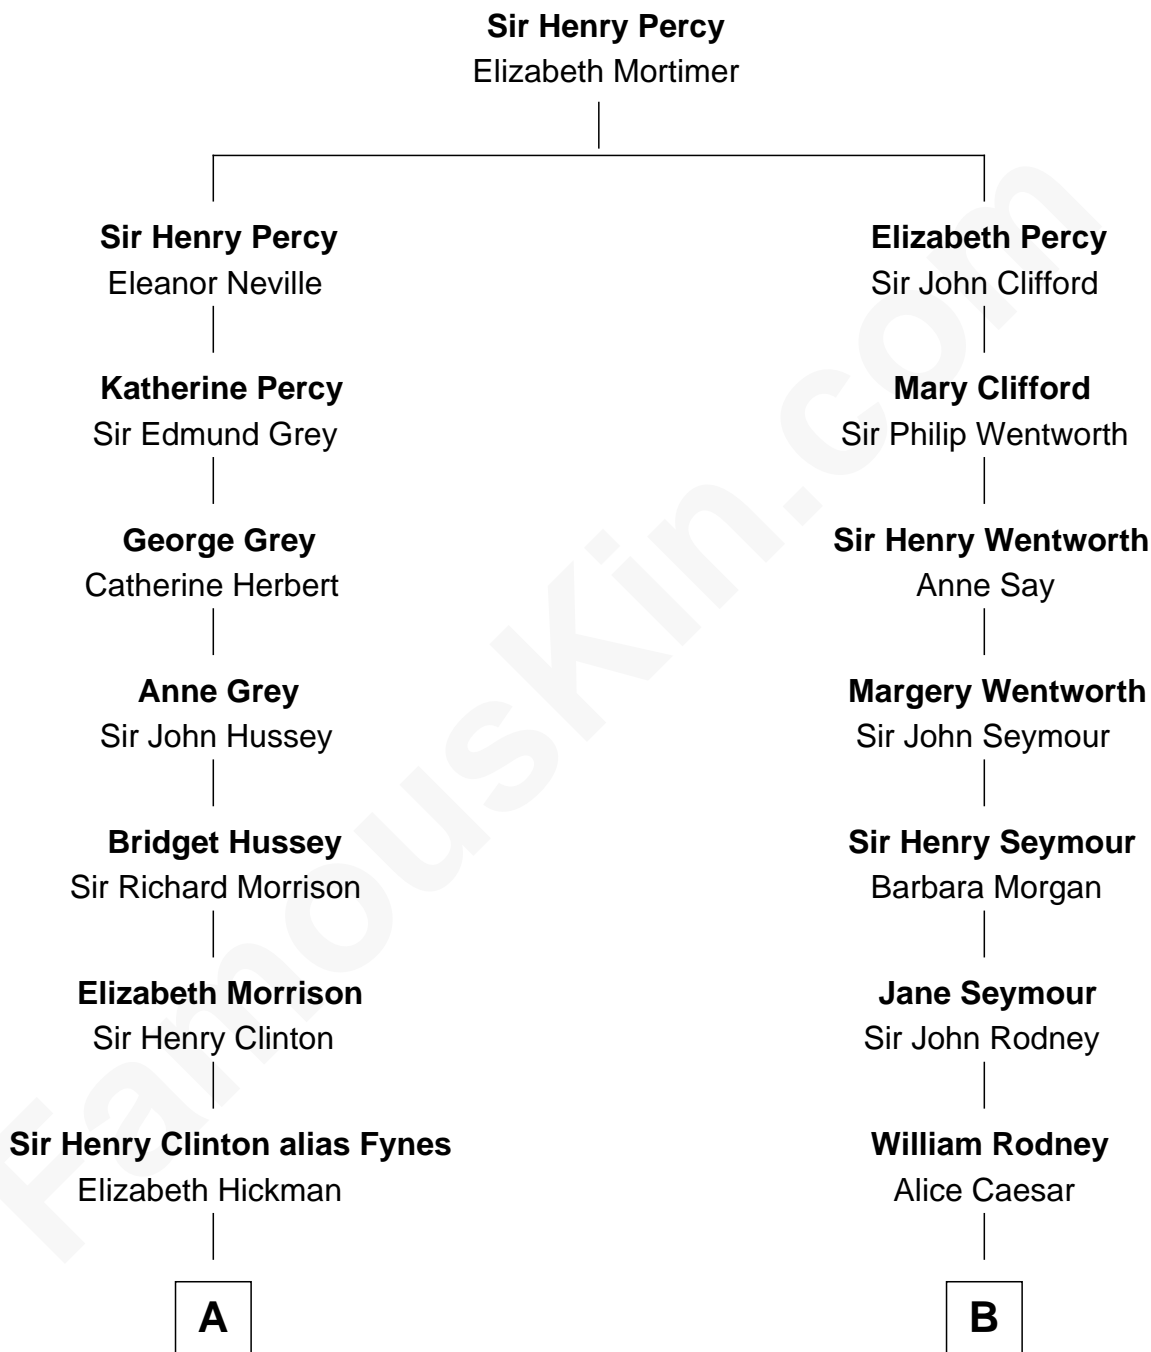 Sir Henry Percy
Elizabeth Mortimer
Sir Henry Percy
Eleanor Neville
Katherine Percy
Sir Edmund Grey
George Grey
Catherine Herbert
Anne Grey
Sir John Hussey
Bridget Hussey
Sir Richard Morrison
Elizabeth Morrison
Sir Henry Clinton
Sir Henry Clinton alias Fynes
Elizabeth Hickman
A
Elizabeth Percy
Sir John Clifford
Mary Clifford
Sir Philip Wentworth
Sir Henry Wentworth
Anne Say
Margery Wentworth
Sir John Seymour
Sir Henry Seymour
Barbara Morgan
Jane Seymour
Sir John Rodney
William Rodney
Alice Caesar
B
FamousKin.com